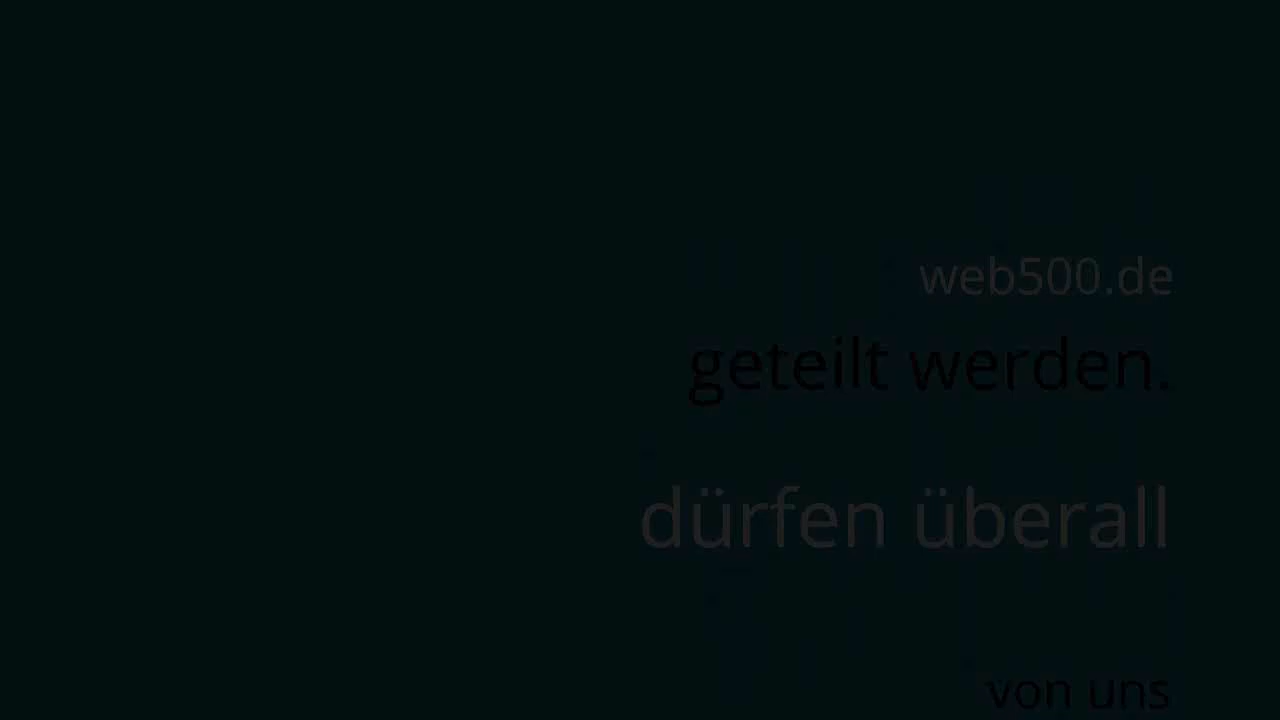 web500.de
geteilt werden.
dürfen überall
von uns